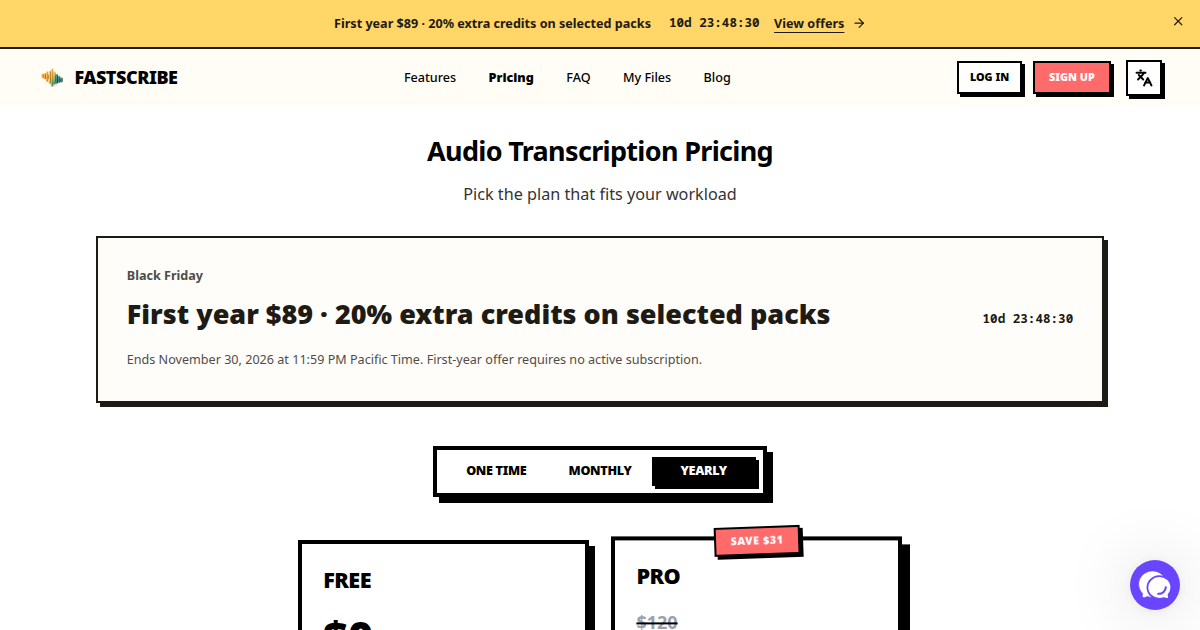 First year $89 · 20% extra credits on selected packs 10d 23:48:30 View offers →
FASTSCRIBE
Features Pricing FAQ My Files Blog
LOG IN SIGN UP
Audio Transcription Pricing
Pick the plan that fits your workload
Black Friday
First year $89 · 20% extra credits on selected packs
10d 23:48:30
Ends November 30, 2026 at 11:59 PM Pacific Time. First-year offer requires no active subscription.
ONE TIME MONTHLY YEARLY
SAVE $31
FREE
$0
PRO
$120